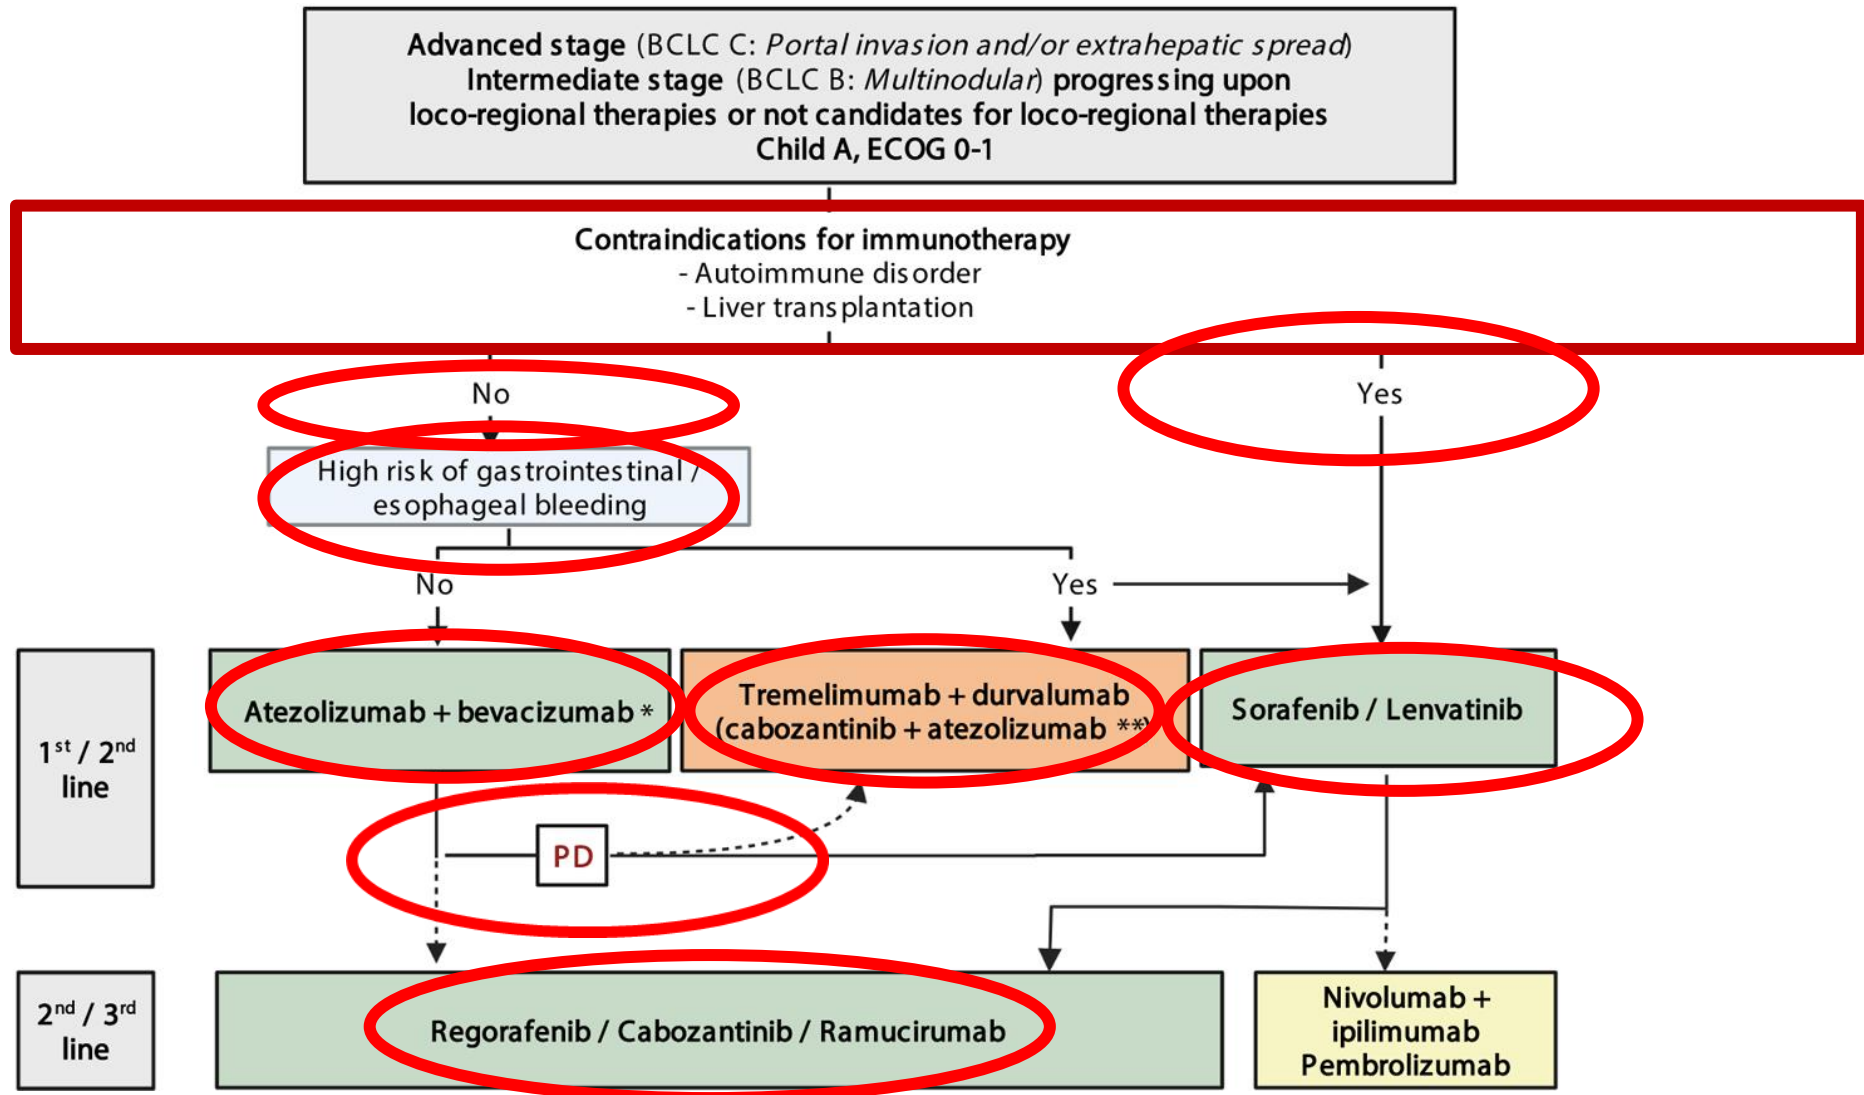 Advanced stage (BCLC C: Portal invasion and/or extrahepatic spread)
Intermediate stage (BCLC B: Multinodular) progressing upon
loco-regional therapies or not candidates for loco-regional therapies
Child A, ECOG 0-1
Contraindications for immunotherapy
- Autoimmune disorder
- Liver transplantation
No
Yes
High risk of gastrointestinal /
esophageal bleeding
No
Yes
1st / 2nd
line
Atezolizumab + bevacizumab *
Tremelimumab + durvalumab
(cabozantinib + atezolizumab **)
Sorafenib / Lenvatinib
PD
2nd / 3rd
line
Regorafenib / Cabozantinib / Ramucirumab
Nivolumab +
ipilimumab
Pembrolizumab